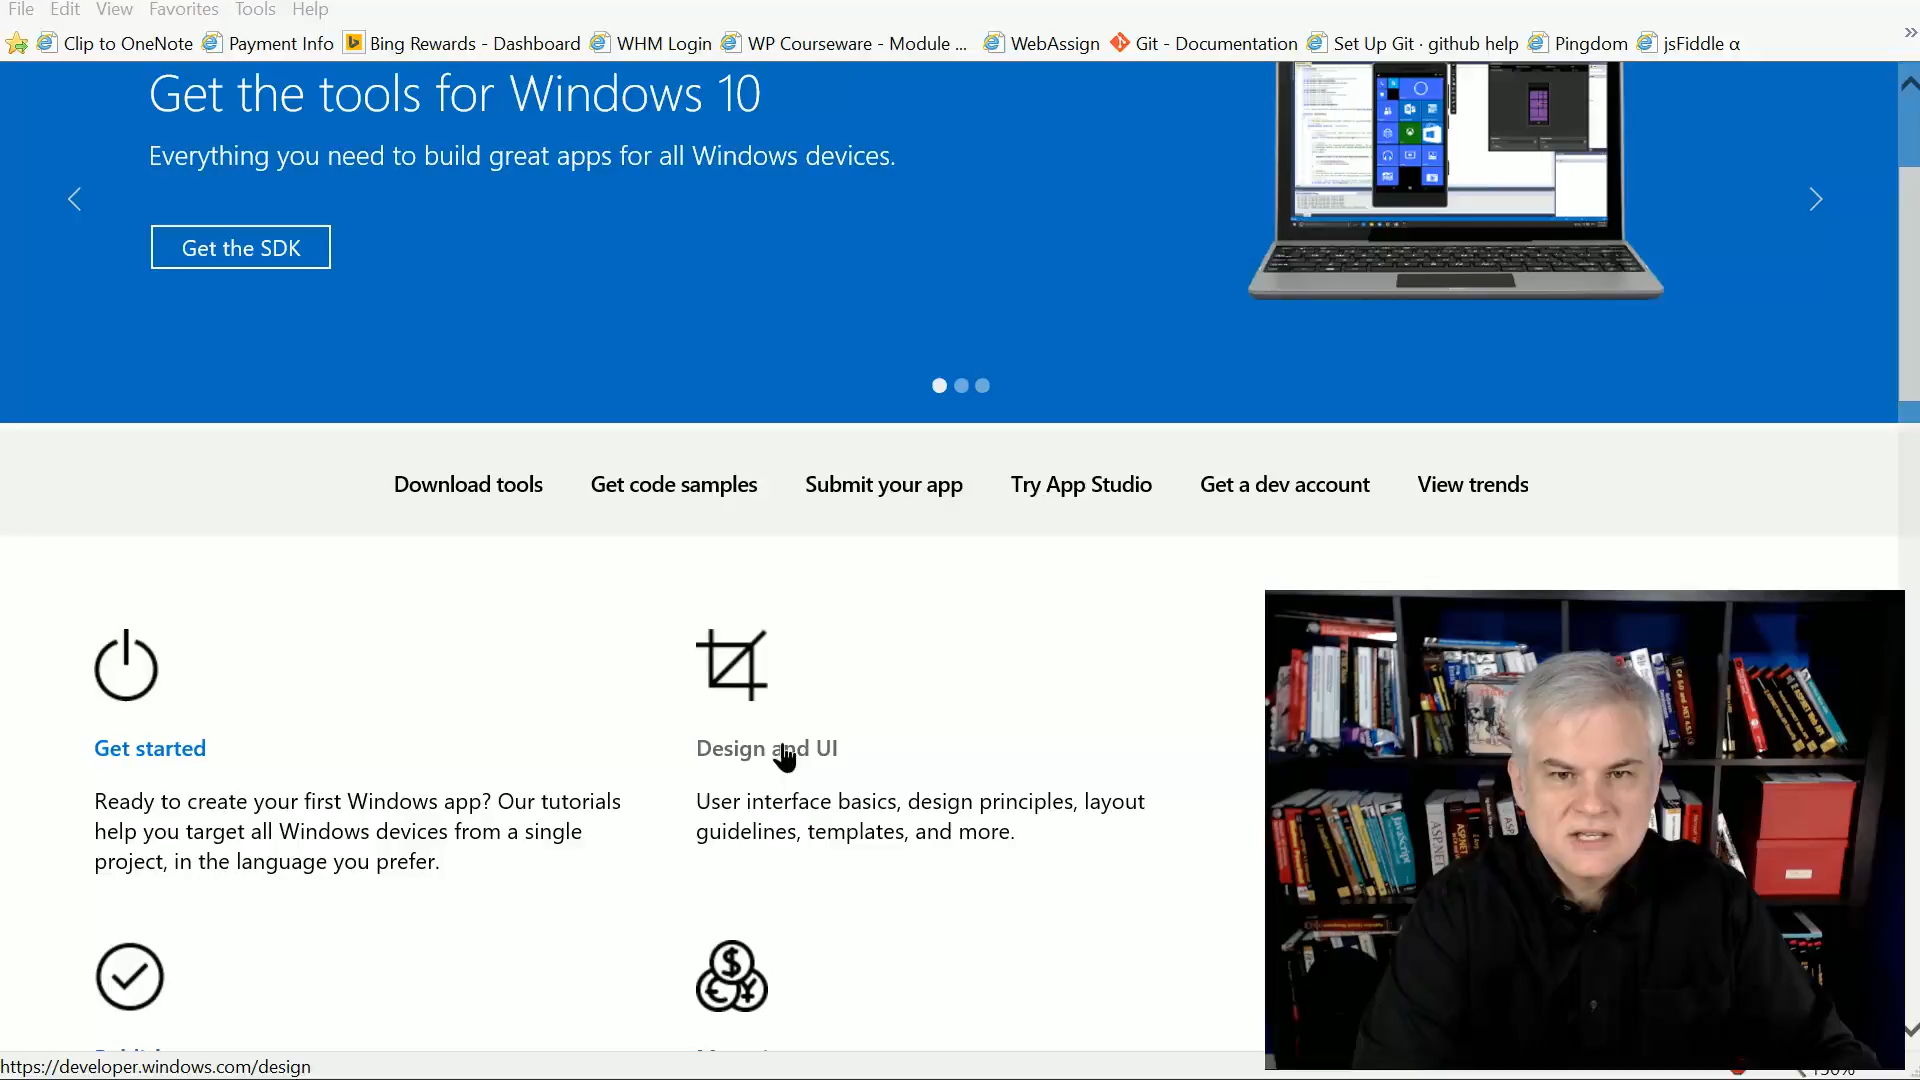 File Edit View Favorites Tools Help
Clip to OneNote Payment Info Bing Rewards - Dashboard WHM Login WP Courseware - Module ... WebAssign Git - Documentation Set Up Git · github help Pingdom jsFiddle α
Get the tools for Windows 10
Everything you need to build great apps for all Windows devices.
Get the SDK
Download tools Get code samples Submit your app Try App Studio Get a dev account View trends
Get started
Ready to create your first Windows app? Our tutorials
help you target all Windows devices from a single
project, in the language you prefer.
Design and UI
User interface basics, design principles, layout
guidelines, templates, and more.
JavaScript
ASP.NET
https://developer.windows.com/design
150%